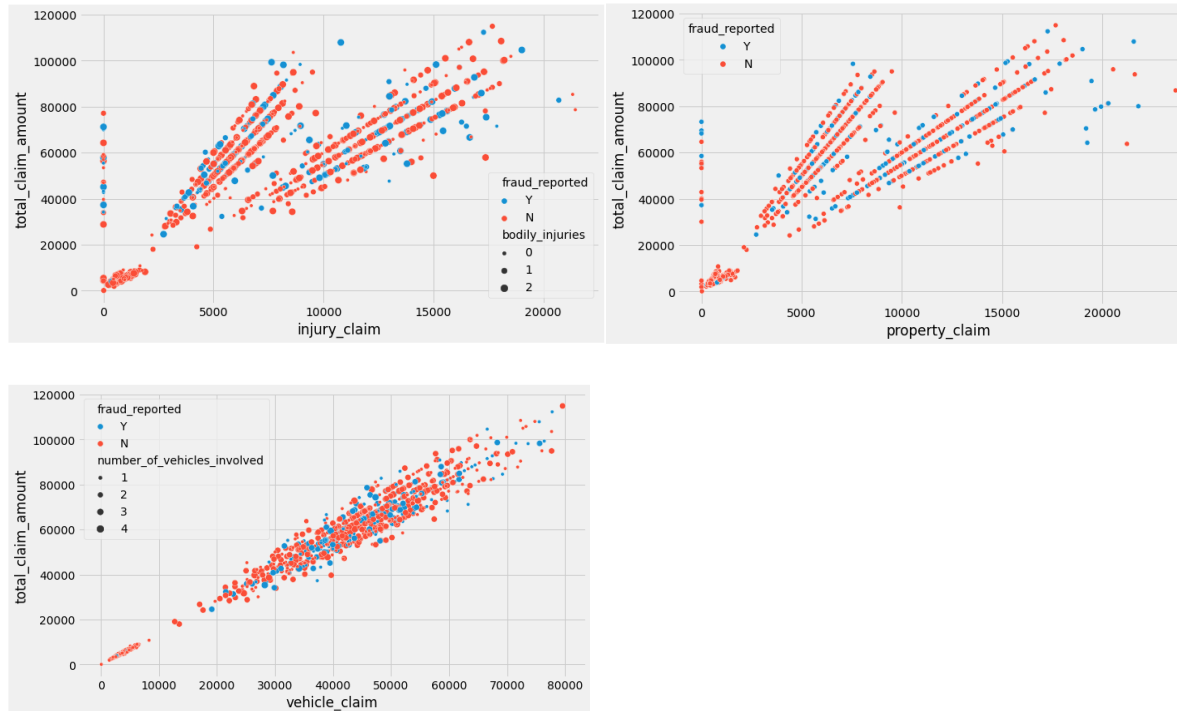 120000
100000
80000
60000
40000
20000
0
total_claim_amount
0 5000 10000 15000 20000
injury_claim
fraud_reported
Y
N
bodily_injuries
0
1
2
120000
100000
80000
60000
40000
20000
0
total_claim_amount
fraud_reported
Y
N
0 5000 10000 15000 20000
property_claim
120000
100000
80000
60000
40000
20000
0
total_claim_amount
fraud_reported
Y
N
number_of_vehicles_involved
1
2
3
4
0 10000 20000 30000 40000 50000 60000 70000 80000
vehicle_claim